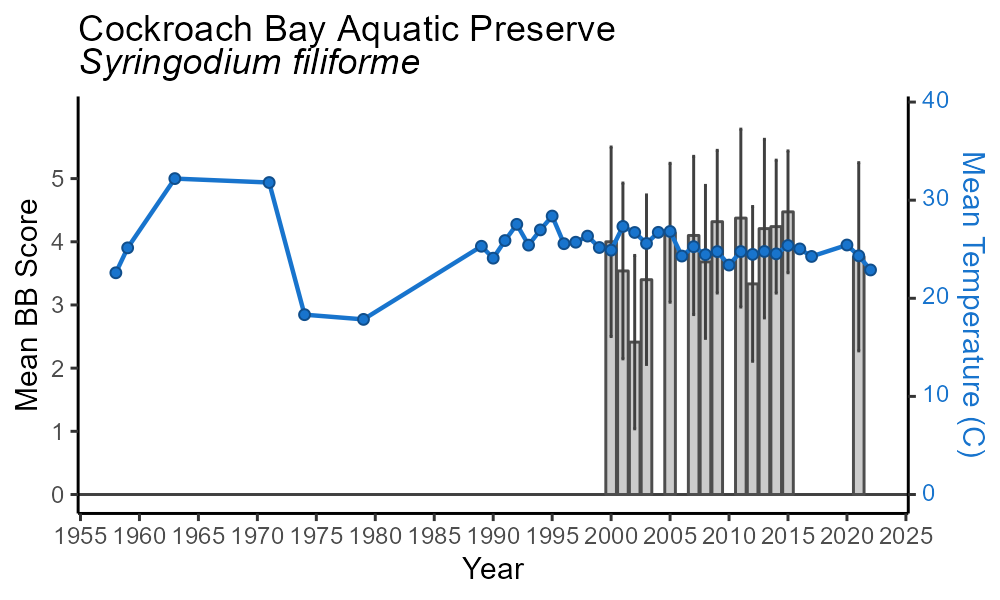 Cockroach Bay Aquatic Preserve
Syringodium filiforme
Mean BB Score
5
4
3
2
1
0
40
30
20
10
0
Mean Temperature (C)
1955 1960 1965 1970 1975 1980 1985 1990 1995 2000 2005 2010 2015 2020 2025
Year